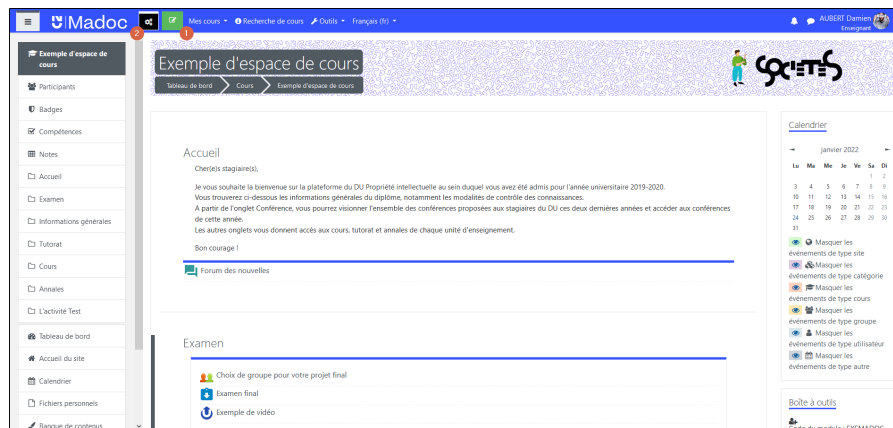 Madoc
Mes cours
Recherche de cours
Outils
Français (fr)
AUBERT Damien
Enseignant
2
1
Exemple d'espace de
cours
Participants
Badges
Compétences
Notes
Accueil
Examen
Informations générales
Tutorat
Cours
Annales
L'activité Test
Tableau de bord
Accueil du site
Calendrier
Fichiers personnels
Banque de contenus
Exemple d'espace de cours
Tableau de bord
Cours
Exemple d'espace de cours
Accueil
Cher(e)s stagiaire(s),
Je vous souhaite la bienvenue sur la plateforme du DU Propriété intellectuelle au sein duquel vous avez été admis pour l'année universitaire 2019-2020.
Vous trouverez ci-dessous les informations générales du diplôme, notamment les modalités de contrôle des connaissances.
A partir de l'onglet Conférence, vous pourrez visionner l'ensemble des conférences proposées aux stagiaires du DU ces deux dernières années et accéder aux conférences
de cette année.
Les autres onglets vous donnent accès aux cours, tutorat et annales de chaque unité d'enseignement.
Bon courage !
Forum des nouvelles
Examen
Choix de groupe pour votre projet final
Examen final
Exemple de vidéo
Calendrier
janvier 2022
Lu Ma Me Je Ve Sa Di
1 2
3 4 5 6 7 8 9
10 11 12 13 14 15 16
17 18 19 20 21 22 23
24 25 26 27 28 29 30
31
Masquer les
événements de type site
Masquer les
événements de type catégorie
Masquer les
événements de type cours
Masquer les
événements de type groupe
Masquer les
événements de type utilisateur
Masquer les
événements de type autre
Boîte à outils
Code du module : EXEMADOC